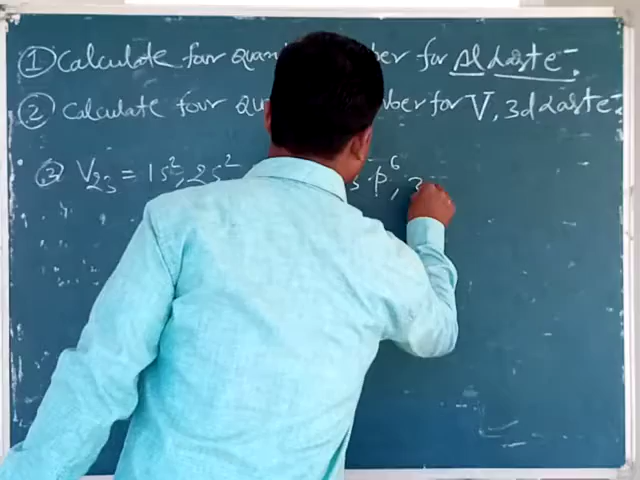 ① Calculate four quan ber for Al last e⁻.
② Calculate four qu mber for V, 3d last e⁻
③ V₂₃ = 1s², 2s² s p⁶, 3